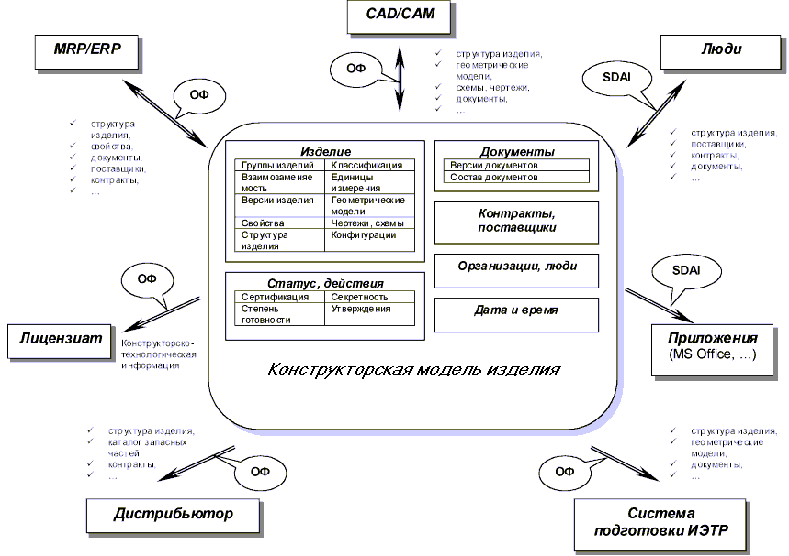 CAD/CAM
MRP/ERP
Люди
ОФ
ОФ
SDAI
структура изделия,
геометрические
модели,
схемы, чертежи,
документы,
...
структура
изделия,
свойства,
документы,
поставщики,
контракты,
...
структура изделия,
поставщики,
контракты,
документы,
...
Изделие
Группы изделий Классификация
Взаимозаменяе Единицы
мость измерения
Версии изделия Геометрические
модели
Свойства Чертежи, схемы
Структура Конфигурации
изделия
Документы
Версии документов
Состав документов
Контракты,
поставщики
Организации, люди
Дата и время
Статус, действия
Сертификация Секретность
Степень Утверждения
готовности
Конструкторская модель изделия
ОФ
Лицензиат
Конструкторско-
технологическая
информация
SDAI
Приложения
(MS Office, ...)
структура изделия,
каталог запасных
частей
контракты,
...
ОФ
Дистрибьютор
ОФ
структура изделия,
геометрические
модели,
документы,
...
Система
подготовки ИЭТР